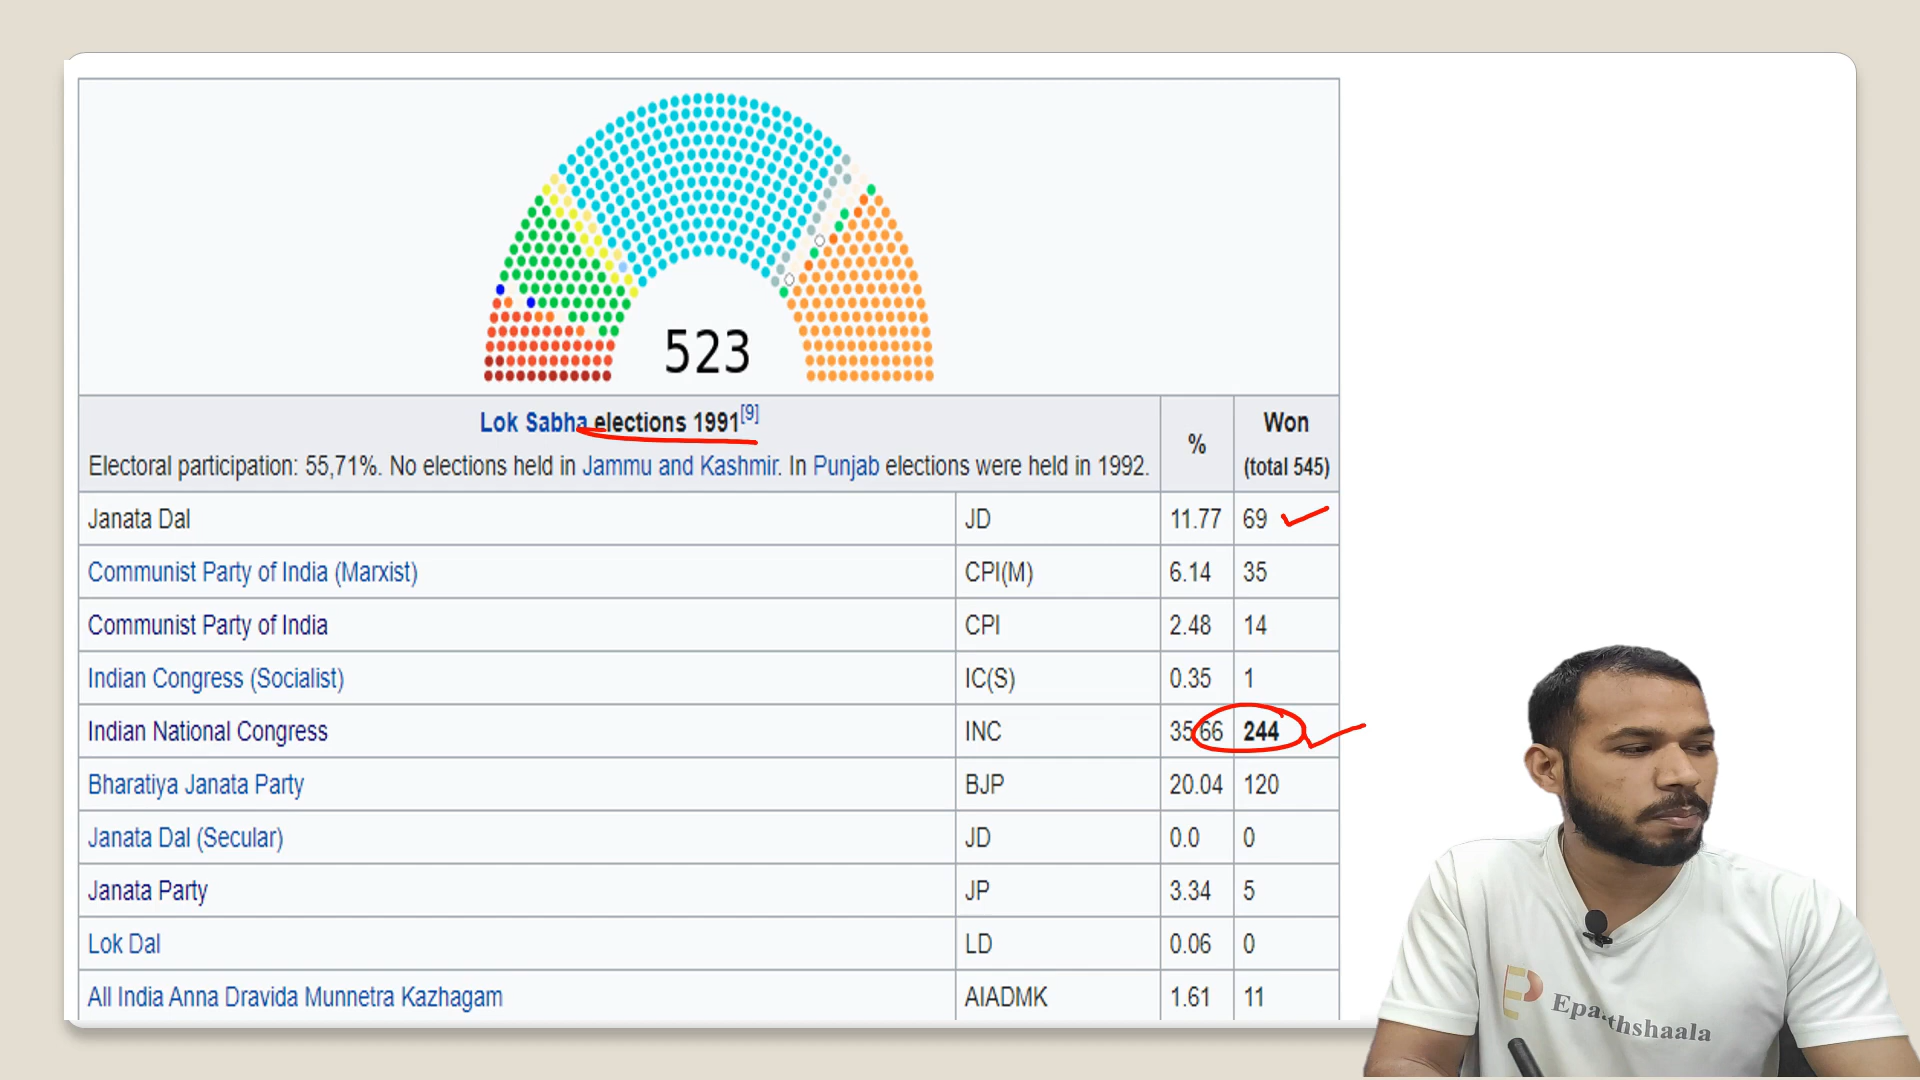 523
Lok Sabha elections 1991[9]
Electoral participation: 55,71%. No elections held in Jammu and Kashmir. In Punjab elections were held in 1992.
%
Won
(total 545)
Janata Dal JD 11.77 69
Communist Party of India (Marxist) CPI(M) 6.14 35
Communist Party of India CPI 2.48 14
Indian Congress (Socialist) IC(S) 0.35 1
Indian National Congress INC 35.66 244
Bharatiya Janata Party BJP 20.04 120
Janata Dal (Secular) JD 0.0 0
Janata Party JP 3.34 5
Lok Dal LD 0.06 0
All India Anna Dravida Munnetra Kazhagam AIADMK 1.61 11